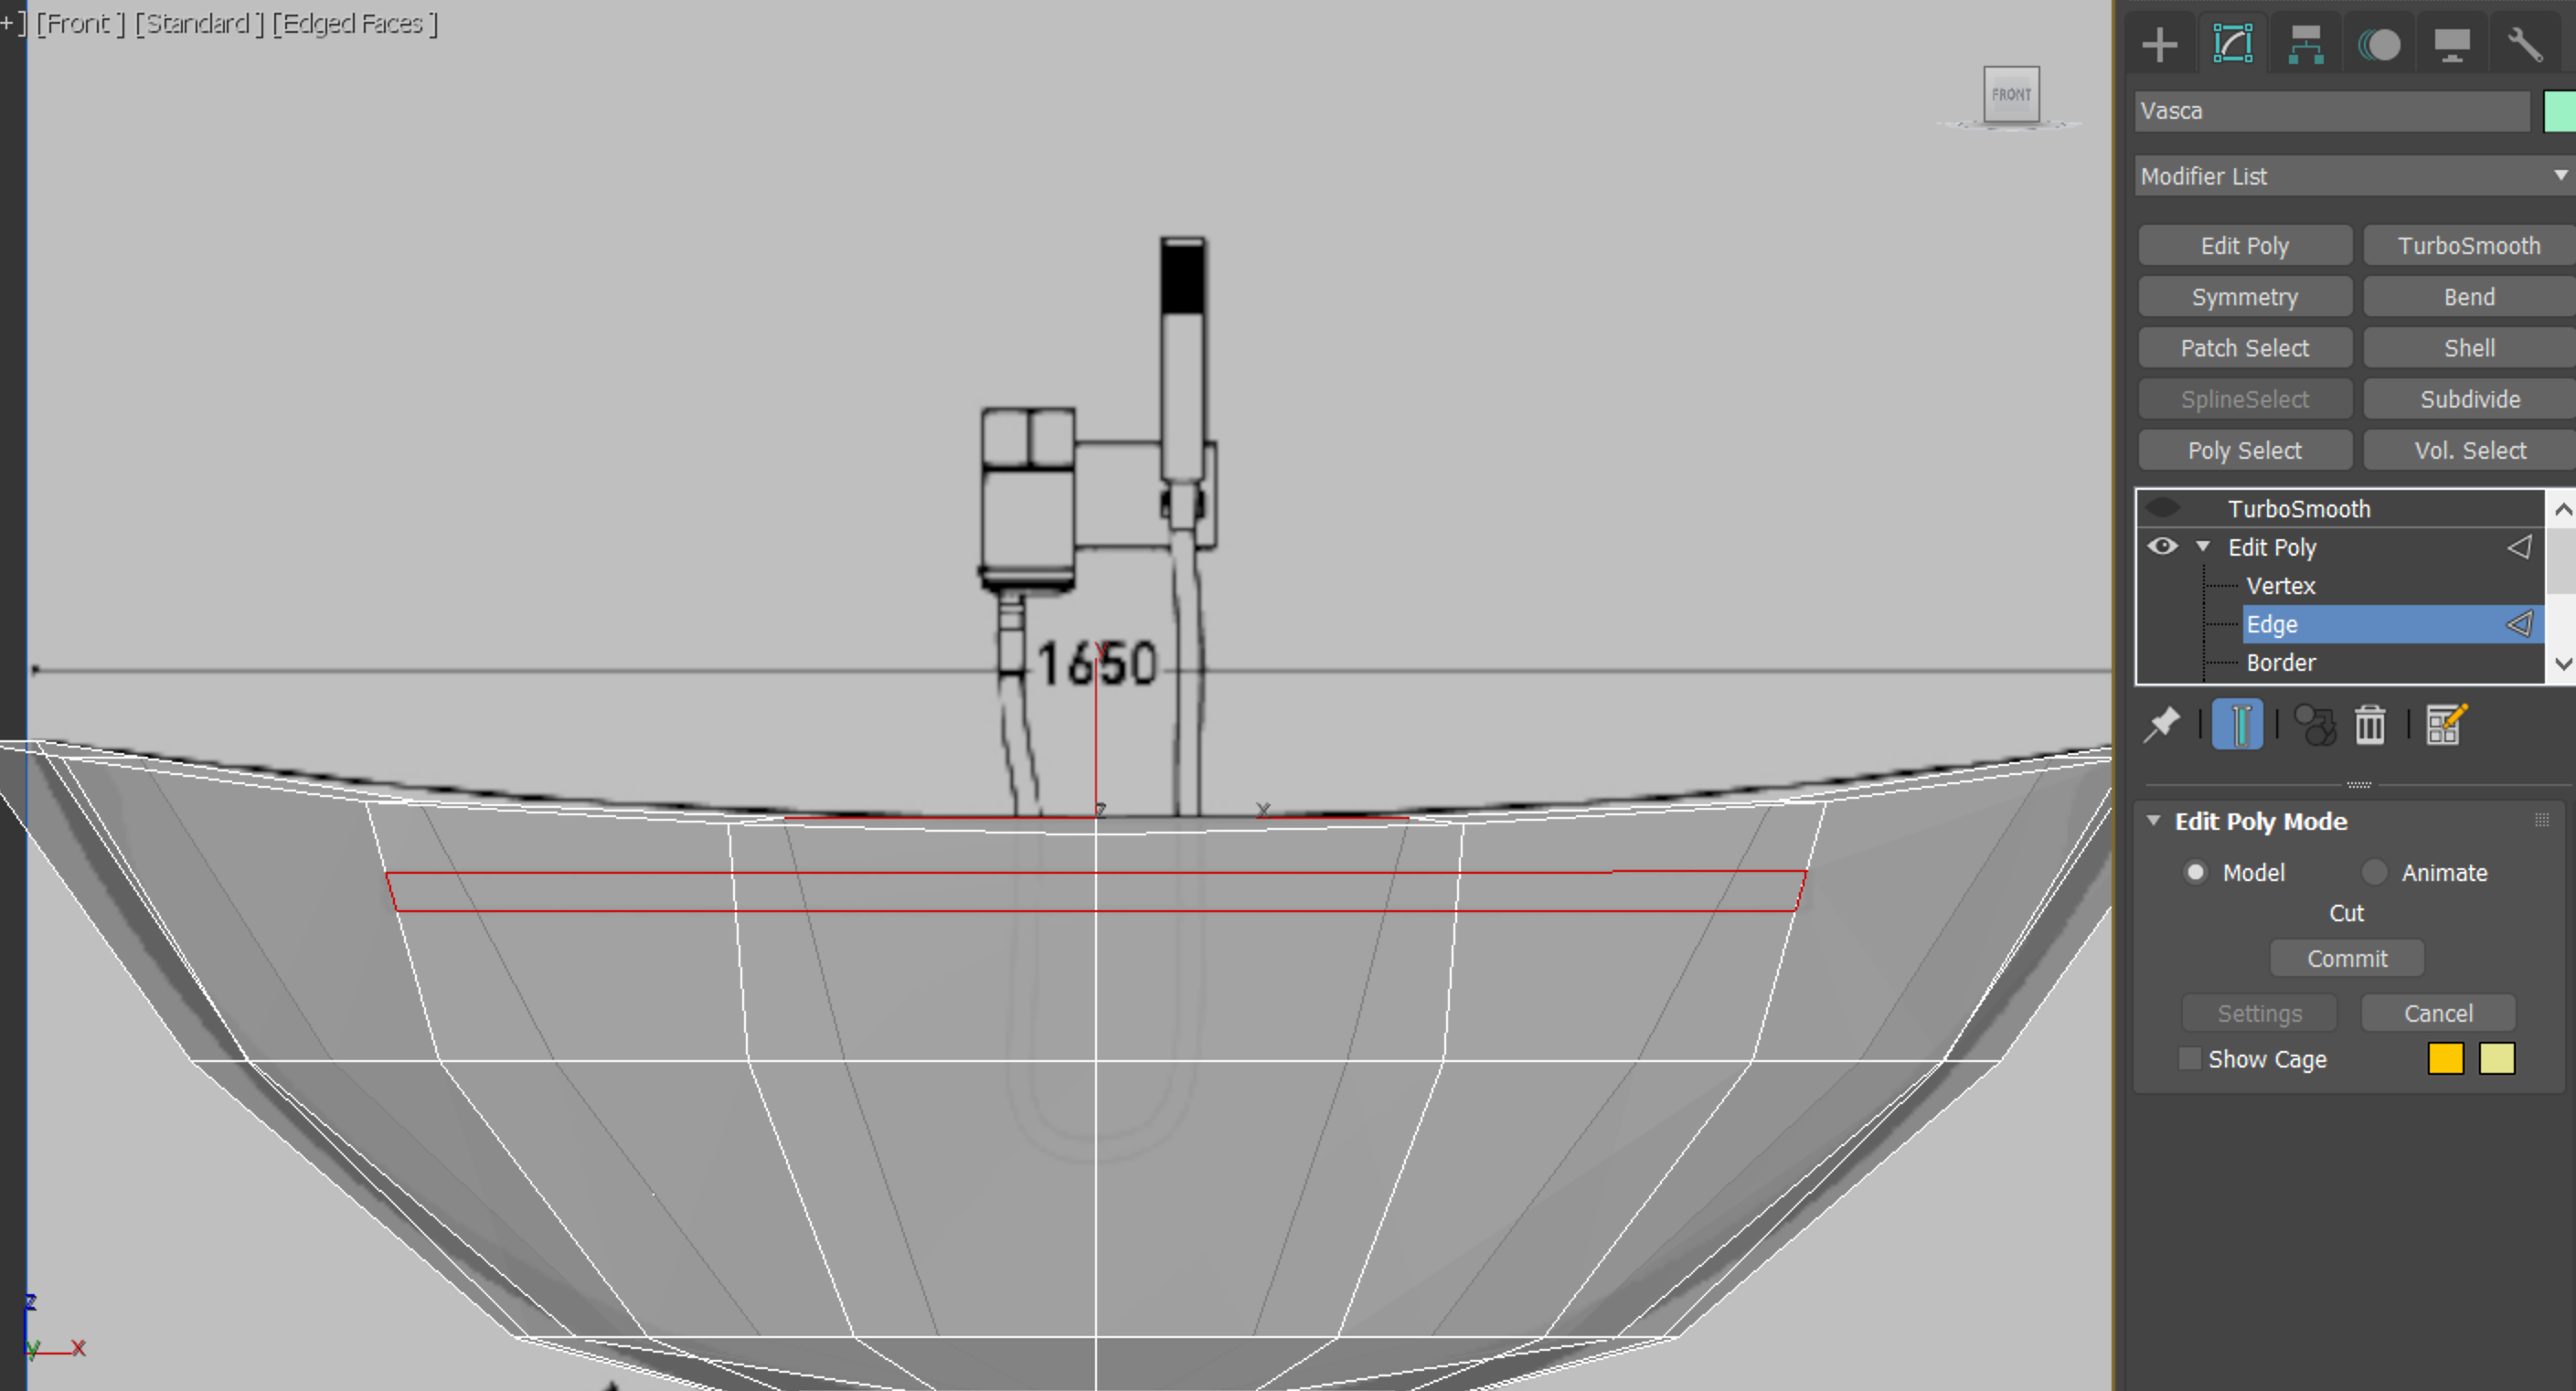 + ] [Front ] [Standard ] [Edged Faces ]
FRONT
1650
Y
Z
X
z
y
x
Vasca
Modifier List
Edit Poly
TurboSmooth
Symmetry
Bend
Patch Select
Shell
SplineSelect
Subdivide
Poly Select
Vol. Select
TurboSmooth
Edit Poly
Vertex
Edge
Border
Edit Poly Mode
Model
Animate
Cut
Commit
Settings
Cancel
Show Cage